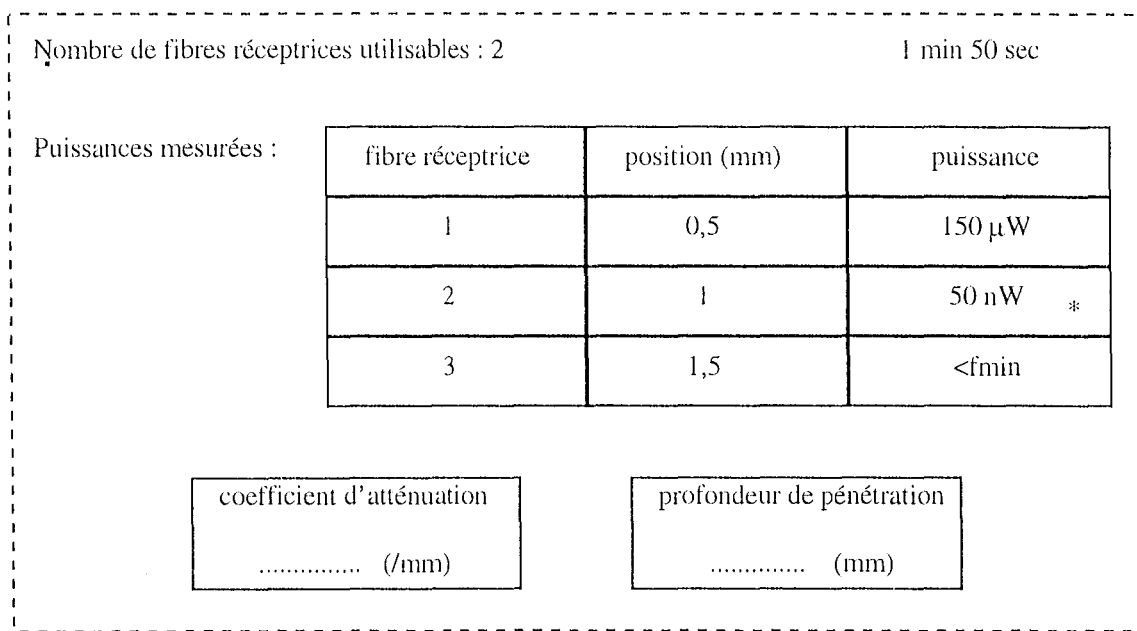 Nombre de fibres réceptrices utilisables : 2 1 min 50 sec
Puissances mesurées :
fibre réceptrice position (mm) puissance
1 0,5 150 µW
2 1 50 nW *
3 1,5 <fmin
coefficient d'atténuation profondeur de pénétration
............... (/mm) .............. (mm)